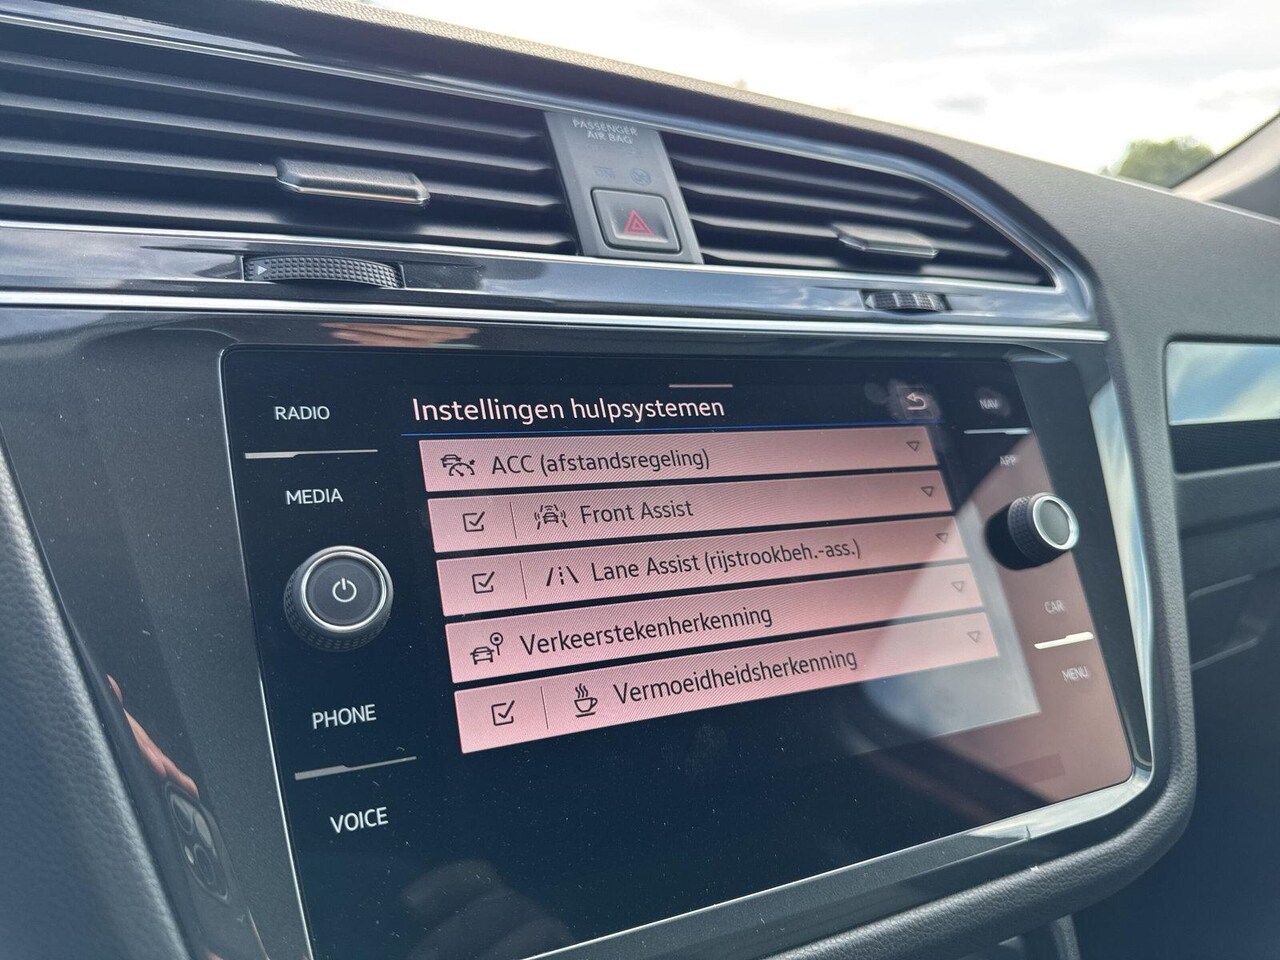 PASSENGER
AIR BAG
RADIO
MEDIA
PHONE
VOICE
Instellingen hulpsystemen
ACC (afstandsregeling)
Front Assist
Lane Assist (rijstrookbeh.-ass.)
Verkeerstekenherkenning
Vermoeidheidsherkenning
NAV
APP
CAR
MENU